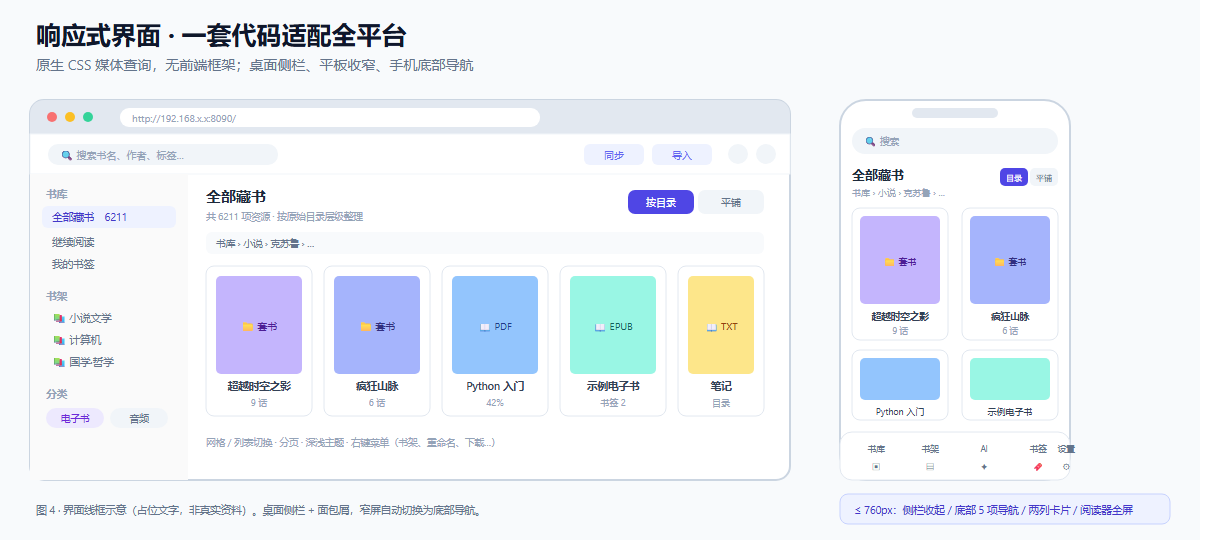 响应式界面 · 一套代码适配全平台
原生 CSS 媒体查询，无前端框架；桌面侧栏、平板收窄、手机底部导航
http://192.168.x.x:8090/
搜索书名、作者、标签...
同步
导入
书库
全部藏书 6211
继续阅读
我的书签
书架
小说文学
计算机
国学·哲学
分类
电子书
音频
全部藏书
共 6211 项资源 · 按原始目录层级整理
按目录
平铺
书库 › 小说 › 克苏鲁 › ...
套书
超越时空之影
9 话
套书
疯狂山脉
6 话
PDF
Python 入门
42%
EPUB
示例电子书
书签 2
TXT
笔记
目录
网格 / 列表切换 · 分页 · 深浅主题 · 右键菜单（书架、重命名、下载...）
搜索
全部藏书
目录
平铺
书库 › 小说 › 克苏鲁 › ...
套书
超越时空之影
9 话
套书
疯狂山脉
6 话
Python 入门
示例电子书
书库
书架
AI
书签
设置
图 4 · 界面线框示意（占位文字，非真实资料）。桌面侧栏 + 面包屑，窄屏自动切换为底部导航。
≤ 760px：侧栏收起 / 底部 5 项导航 / 两列卡片 / 阅读器全屏